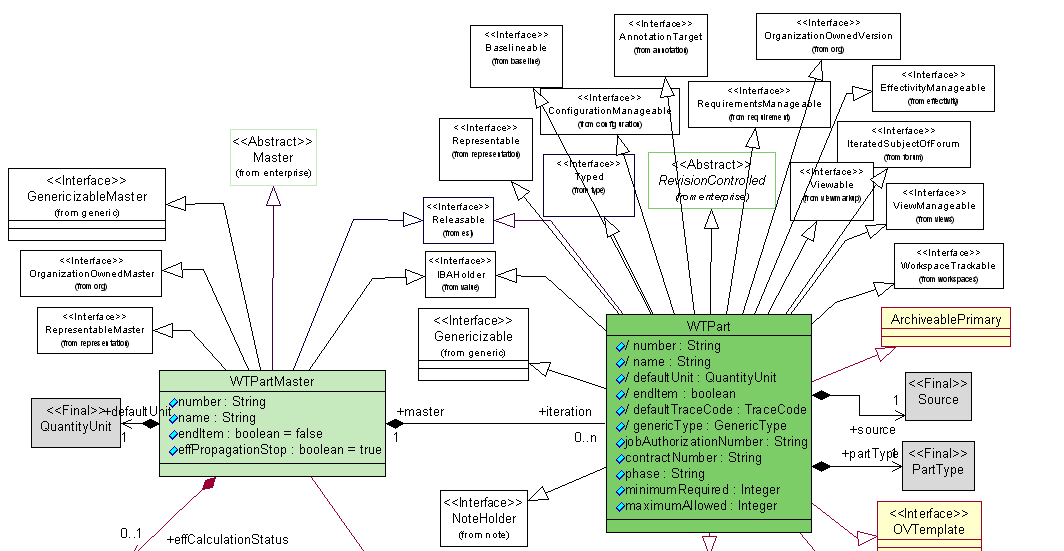 <<Interface>>
Baselineable
(from baseline)
<<Interface>>
AnnotationTarget
(from annotation)
<<Interface>>
OrganizationOwnedVersion
(from org)
<<Interface>>
ConfigurationManageable
(from configuration)
<<Interface>>
RequirementsManageable
(from requirement)
<<Interface>>
EffectivityManageable
(from effectivity)
<<Interface>>
Representable
(from representation)
<<Interface>>
IteratedSubjectOfForum
(from forum)
<<Abstract>>
Master
(from enterprise)
<<Interface>>
Typed
(from type)
<<Abstract>>
RevisionControlled
(from enterprise)
<<Interface>>
Viewable
(from viewmarkup)
<<Interface>>
GenericizableMaster
(from generic)
<<Interface>>
Releasable
(from esi)
<<Interface>>
ViewManageable
(from views)
<<Interface>>
OrganizationOwnedMaster
(from org)
<<Interface>>
IBAHolder
(from value)
<<Interface>>
WorkspaceTrackable
(from workspaces)
<<Interface>>
RepresentableMaster
(from representation)
<<Interface>>
Genericizable
(from generic)
ArchiveablePrimary
WTPart
/ number : String
/ name : String
/ defaultUnit : QuantityUnit
/ endItem : boolean
/ defaultTraceCode : TraceCode
/ genericType : GenericType
jobAuthorizationNumber : String
contractNumber : String
phase : String
minimumRequired : Integer
maximumAllowed : Integer
WTPartMaster
number : String
name : String
endItem : boolean = false
effPropagationStop : boolean = true
<<Final>>
QuantityUnit
+defaultUnit
1
+master
1
+iteration
0..n
<<Final>>
Source
1
+source
<<Final>>
PartType
+partType
1
<<Interface>>
NoteHolder
(from note)
<<Interface>>
OVTemplate
0..1
+effCalculationStatus